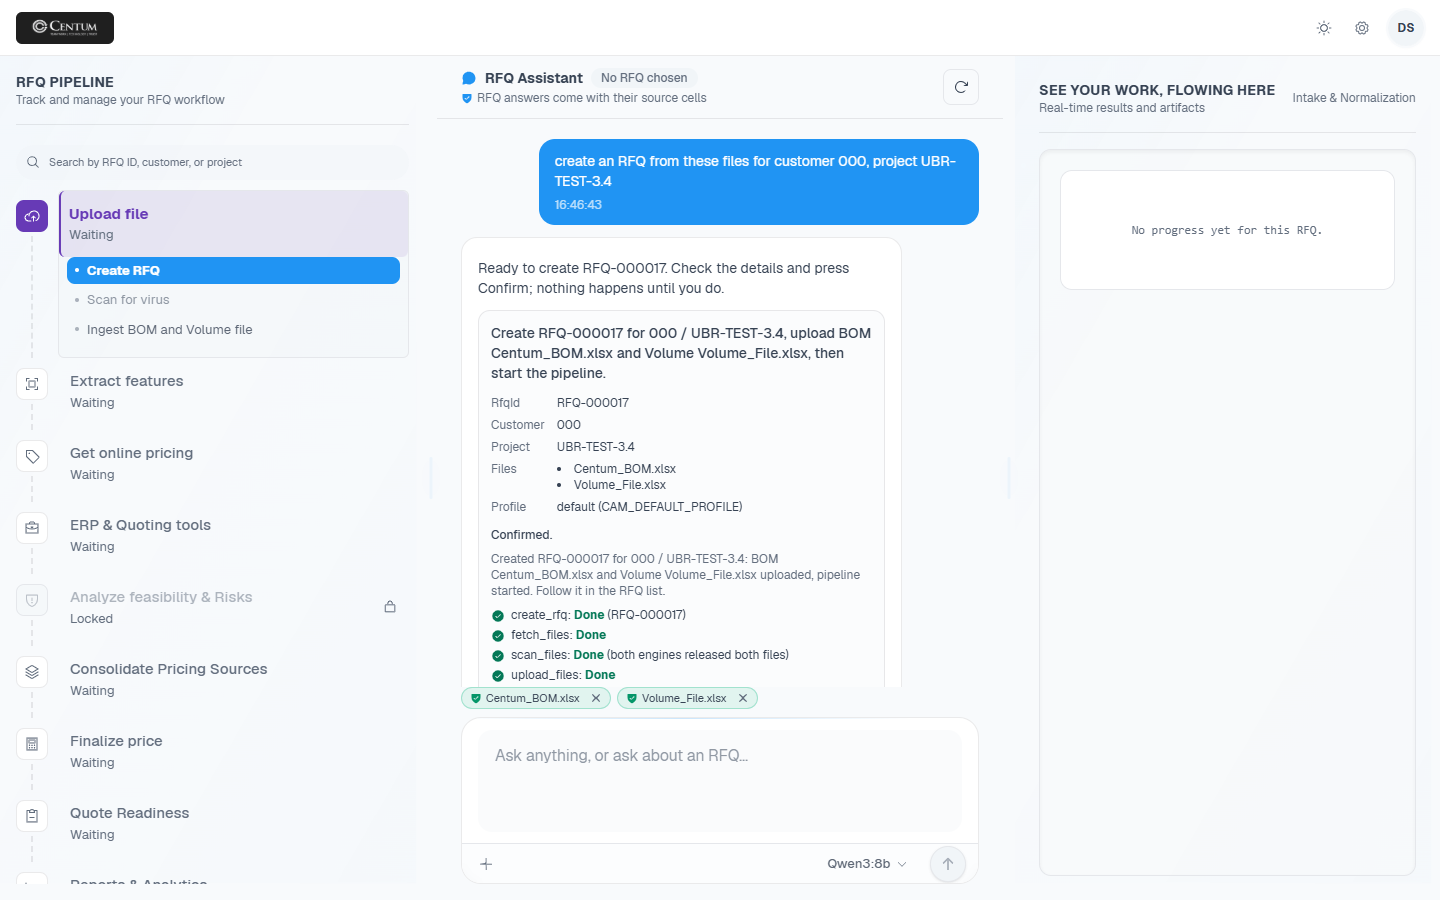 CENTUM
DS
RFQ PIPELINE
Track and manage your RFQ workflow
Search by RFQ ID, customer, or project
Upload file
Waiting
Create RFQ
Scan for virus
Ingest BOM and Volume file
Extract features
Waiting
Get online pricing
Waiting
ERP & Quoting tools
Waiting
Analyze feasibility & Risks
Locked
Consolidate Pricing Sources
Waiting
Finalize price
Waiting
Quote Readiness
Waiting
Reports & Analytics
RFQ Assistant No RFQ chosen
RFQ answers come with their source cells
create an RFQ from these files for customer 000, project UBR-
TEST-3.4
16:46:43
Ready to create RFQ-000017. Check the details and press
Confirm; nothing happens until you do.
Create RFQ-000017 for 000 / UBR-TEST-3.4, upload BOM
Centum_BOM.xlsx and Volume Volume_File.xlsx, then
start the pipeline.
RfqId RFQ-000017
Customer 000
Project UBR-TEST-3.4
Files • Centum_BOM.xlsx
• Volume_File.xlsx
Profile default (CAM_DEFAULT_PROFILE)
Confirmed.
Created RFQ-000017 for 000 / UBR-TEST-3.4: BOM
Centum_BOM.xlsx and Volume Volume_File.xlsx uploaded, pipeline
started. Follow it in the RFQ list.
create_rfq: Done (RFQ-000017)
fetch_files: Done
scan_files: Done (both engines released both files)
upload_files: Done
Centum_BOM.xlsx
Volume_File.xlsx
Ask anything, or ask about an RFQ...
Qwen3:8b
SEE YOUR WORK, FLOWING HERE
Real-time results and artifacts
Intake & Normalization
No progress yet for this RFQ.